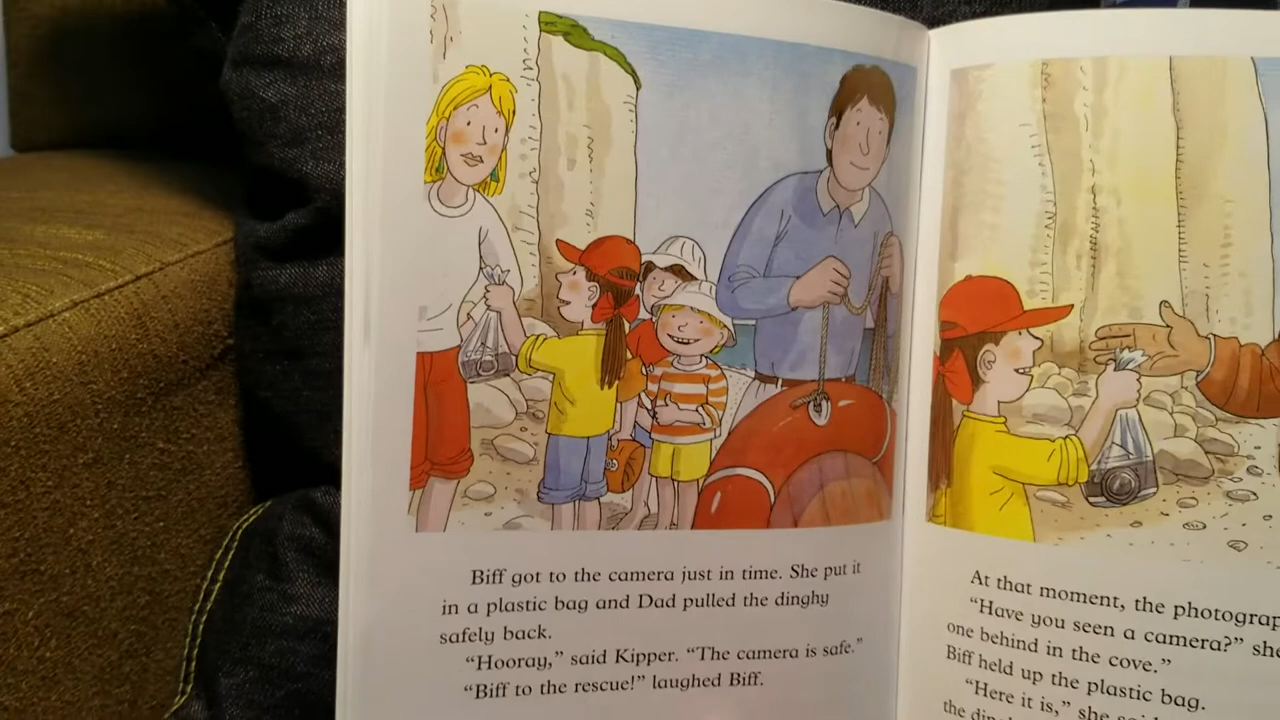 Biff got to the camera just in time. She put it
in a plastic bag and Dad pulled the dinghy
safely back.
"Hooray," said Kipper. "The camera is safe."
"Biff to the rescue!" laughed Biff.
At that moment, the
"Have you seen a camera?"
one behind in the cove."
Biff held up the plastic bag.
"Here it is," she
the